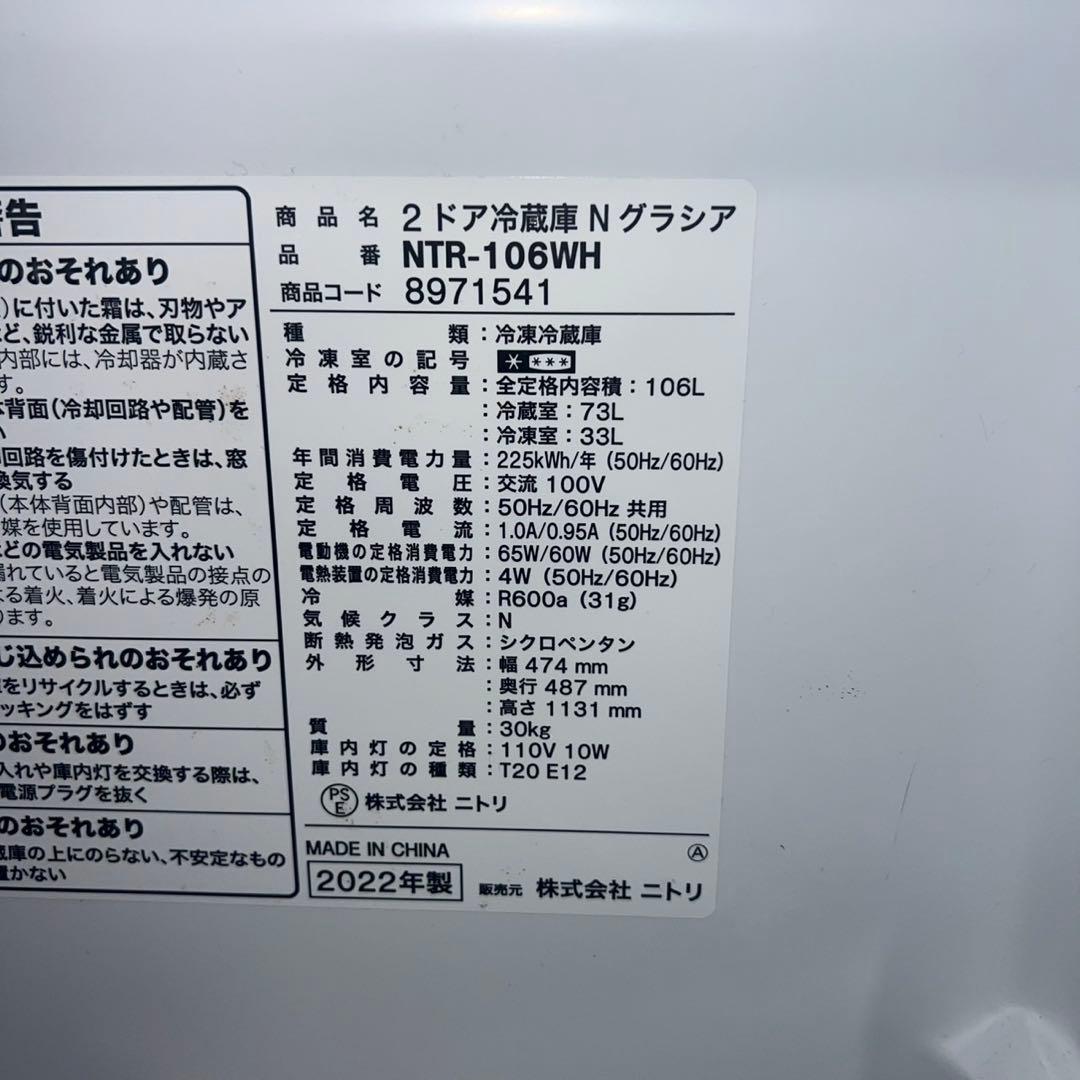 告
のおそれあり
に付いた霜は、刃物やア
ど、鋭利な金属で取らない
内部には、冷却器が内蔵さ
す。
背面(冷却回路や配管)を
回路を傷付けたときは、窓
換気する
(本体背面内部)や配管は、
媒を使用しています。
どの電気製品を入れない
漏れていると電気製品の接点の
る着火、着火による爆発の原
ます。
じ込められのおそれあり
をリサイクルするときは、必ず
ッキングをはずす
のおそれあり
入れや庫内灯を交換する際は、
電源プラグを抜く
のおそれあり
蔵庫の上にのらない、不安定なもの
置かない
商品名 2ドア冷蔵庫 Nグラシア
品番 NTR-106WH
商品コード 8971541
種類:冷凍冷蔵庫
冷凍室の記号 * ***
定格内容量:全定格内容積:106L
:冷蔵室:73L
:冷凍室:33L
年間消費電力量:225kWh/年 (50Hz/60Hz)
定格電圧:交流 100V
定格周波数:50Hz/60Hz 共用
定格電流:1.0A/0.95A (50Hz/60Hz)
電動機の定格消費電力:65W/60W (50Hz/60Hz)
電熱装置の定格消費電力:4W (50Hz/60Hz)
冷媒:R600a (31g)
気候クラス:N
断熱発泡ガス:シクロペンタン
外形寸法:幅 474 mm
:奥行 487 mm
:高さ 1131 mm
質量:30kg
庫内灯の定格:110V 10W
庫内灯の種類:T20 E12
PSE 株式会社 ニトリ
MADE IN CHINA Ⓐ
2022年製 販売元 株式会社 ニトリ